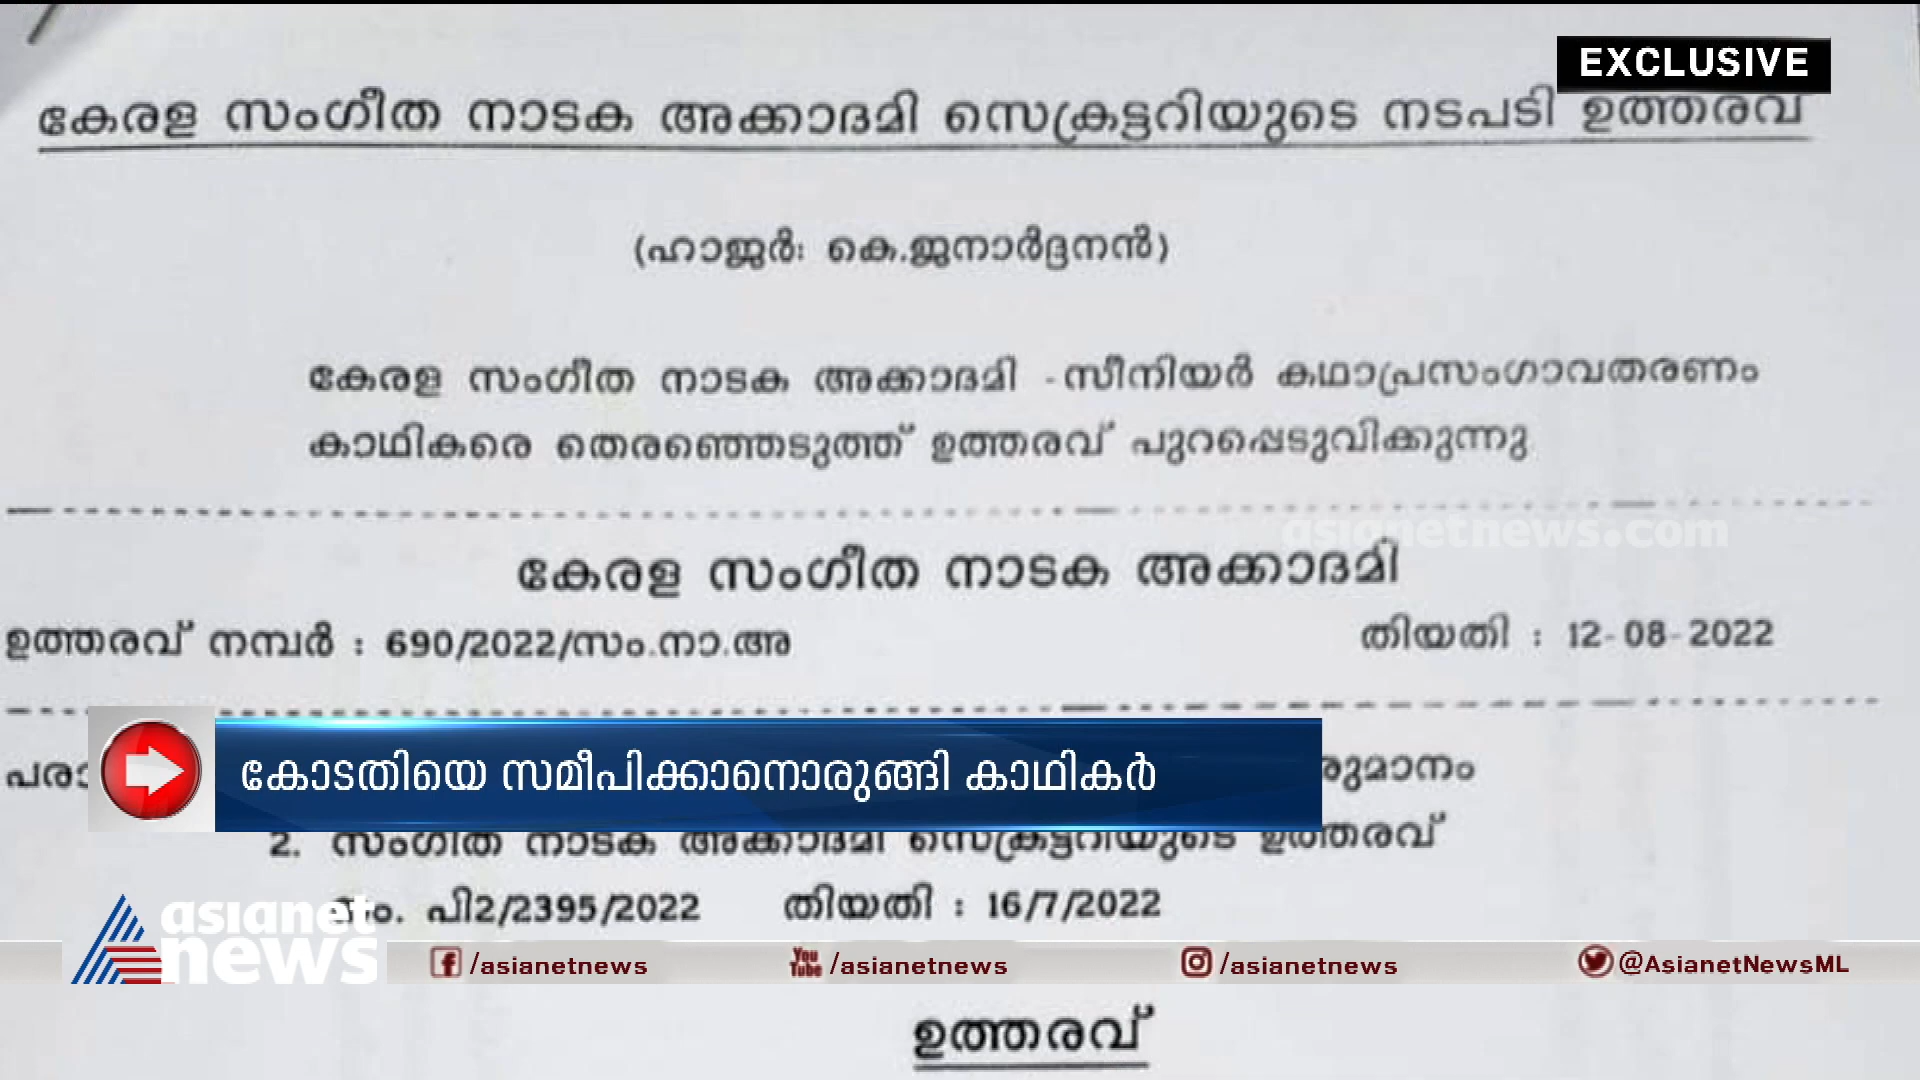 EXCLUSIVE
കേരള സംഗീത നാടക അക്കാദമി സെക്രട്ടറിയുടെ നടപടി ഉത്തരവ്
(ഹാജർ: കെ.ജനാർദ്ദനൻ)
കേരള സംഗീത നാടക അക്കാദമി - സീനിയർ കഥാപ്രസംഗാവതരണം
കാഥികരെ തെരഞ്ഞെടുത്ത് ഉത്തരവ് പുറപ്പെടുവിക്കുന്നു
asianetnews.com
കേരള സംഗീത നാടക അക്കാദമി
ഉത്തരവ് നമ്പർ : 690/2022/സം.നാ.അ തിയതി : 12-08-2022
കോടതിയെ സമീപിക്കാനൊരുങ്ങി കാഥികർ
2. സംഗീത നാടക അക്കാദമി സെക്രട്ടറിയുടെ ഉത്തരവ്
പി2/2395/2022 തിയതി : 16/7/2022
asianet news
/asianetnews You Tube /asianetnews /asianetnews @AsianetNewsML
ഉത്തരവ്